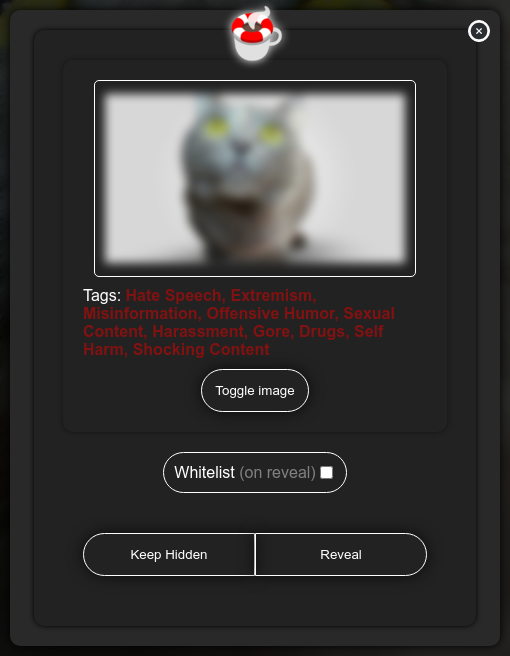 Tags: Hate Speech, Extremism,
Misinformation, Offensive Humor, Sexual
Content, Harassment, Gore, Drugs, Self
Harm, Shocking Content
Toggle image
Whitelist (on reveal)
Keep Hidden
Reveal